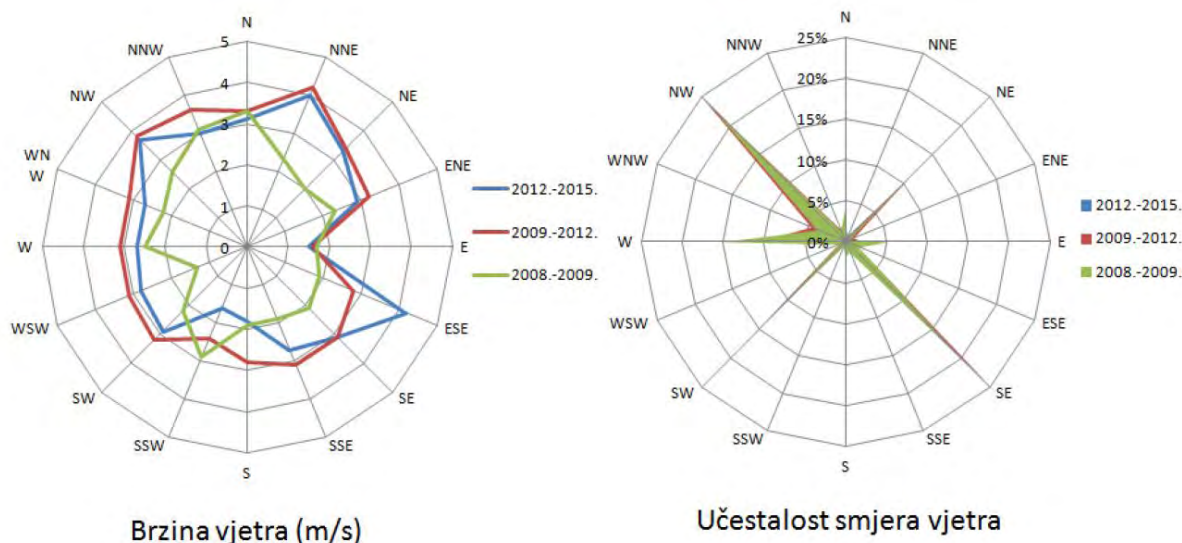 N
NNE
NE
ENE
E
ESE
SE
SSE
S
SSW
SW
WSW
W
WN
W
NW
NNW
5
4
3
2
1
0
2012.-2015.
2009.-2012.
2008.-2009.
Brzina vjetra (m/s)
N
NNE
NE
ENE
E
ESE
SE
SSE
S
SSW
SW
WSW
W
WNW
NW
NNW
25%
20%
15%
10%
5%
0%
2012.-2015.
2009.-2012.
2008.-2009.
Učestalost smjera vjetra